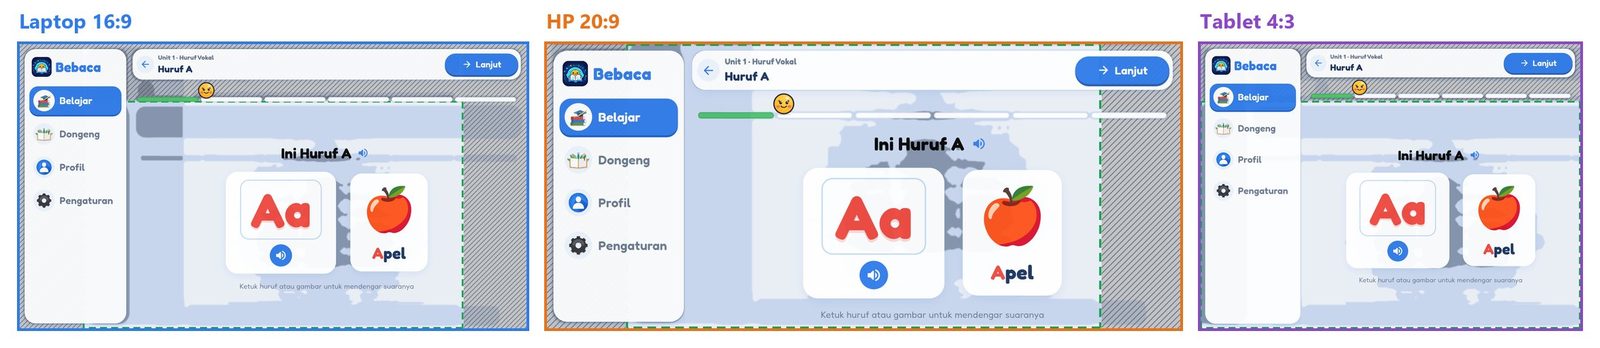 Laptop 16:9
Bebaca
Belajar
Dongeng
Profil
Pengaturan
Unit 1 · Huruf Vokal
Huruf A
Lanjut
Ini Huruf A
Aa
Apel
Ketuk huruf atau gambar untuk mendengar suaranya
HP 20:9
Bebaca
Belajar
Dongeng
Profil
Pengaturan
Unit 1 · Huruf Vokal
Huruf A
Lanjut
Ini Huruf A
Aa
Apel
Ketuk huruf atau gambar untuk mendengar suaranya
Tablet 4:3
Bebaca
Belajar
Dongeng
Profil
Pengaturan
Unit 1 · Huruf Vokal
Huruf A
Lanjut
Ini Huruf A
Aa
Apel
Ketuk huruf atau gambar untuk mendengar suaranya